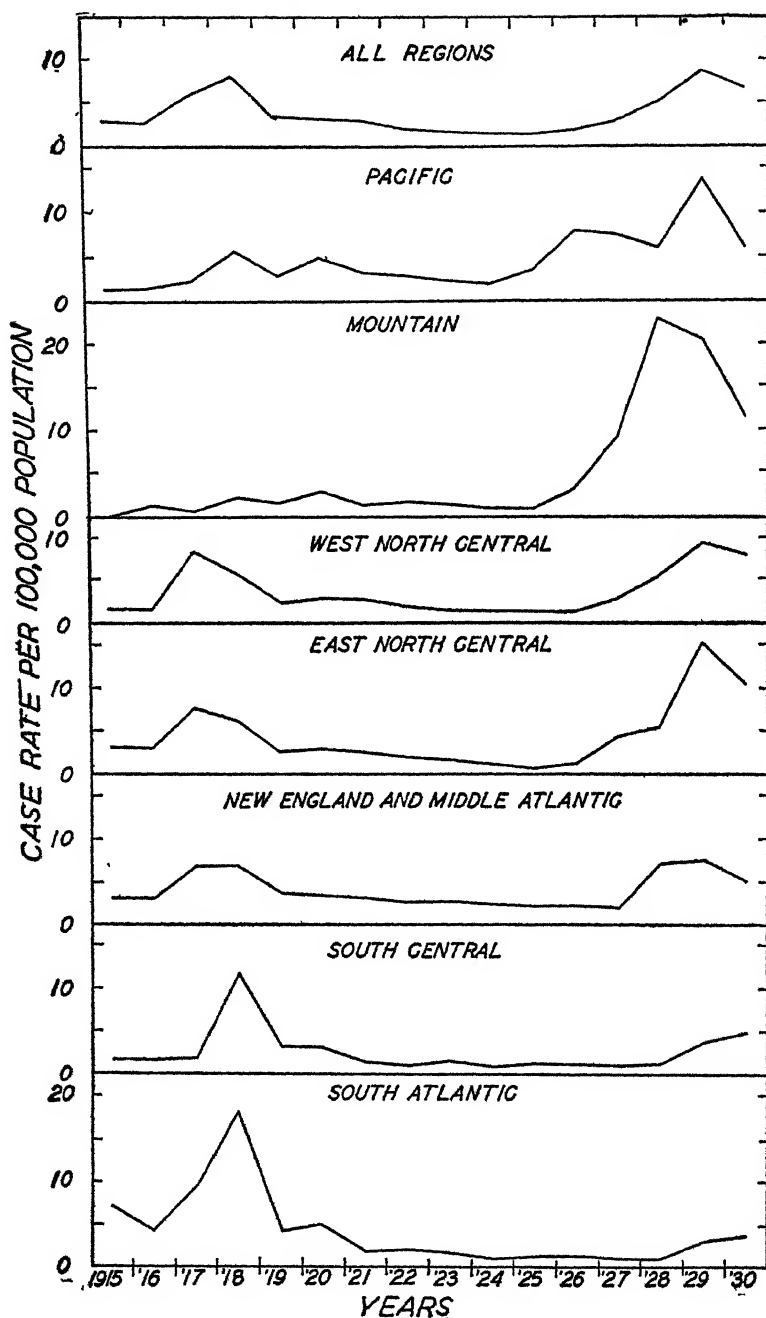 ALL REGIONS
10
0
PACIFIC
10
0
MOUNTAIN
20
10
0
WEST NORTH CENTRAL
10
0
EAST NORTH CENTRAL
10
0
NEW ENGLAND AND MIDDLE ATLANTIC
10
0
SOUTH CENTRAL
10
0
SOUTH ATLANTIC
20
10
0
CASE RATE PER 100,000 POPULATION
1915 '16 '17 '18 '19 '20 '21 '22 '23 '24 '25 '26 '27 '28 '29 '30
YEARS